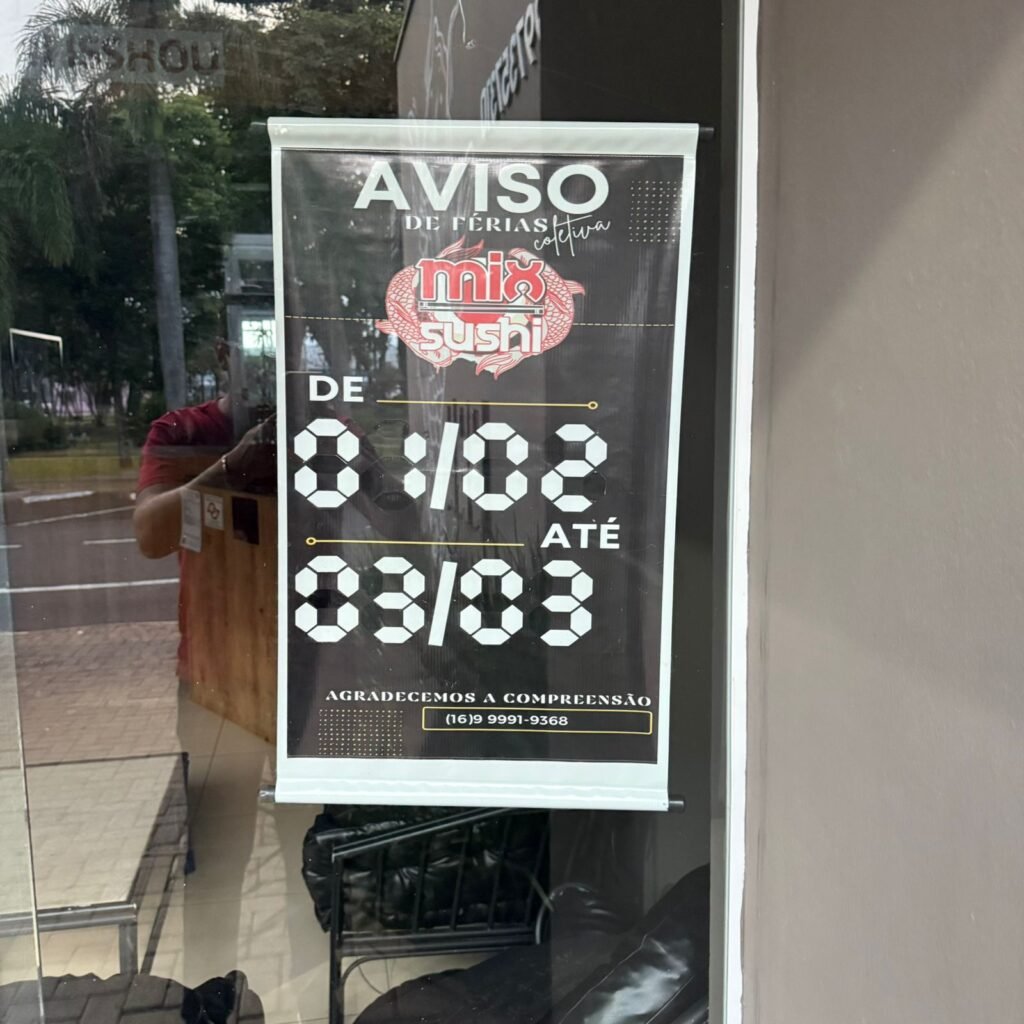 AVISO
DE FÉRIAS
coletiva
mix
sushi
DE
01/02
ATÉ
03/03
AGRADECEMOS A COMPREENSÃO
(16)9 9991-9368